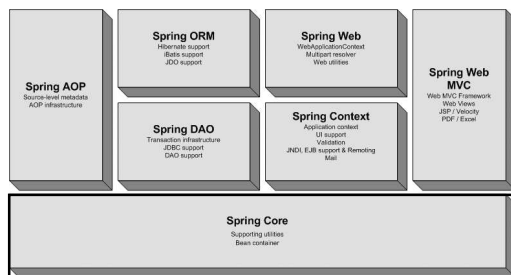 Spring AOP
Source-level metadata
AOP infrastructure
Spring ORM
Hibernate support
iBatis support
JDO support
Spring DAO
Transaction infrastructure
JDBC support
DAO support
Spring Web
WebApplicationContext
Multipart resolver
Web utilities
Spring Context
Application context
UI support
Validation
JNDI, EJB support & Remoting
Mail
Spring Web
MVC
Web MVC Framework
Web Views
JSP / Velocity
PDF / Excel
Spring Core
Supporting utilities
Bean container